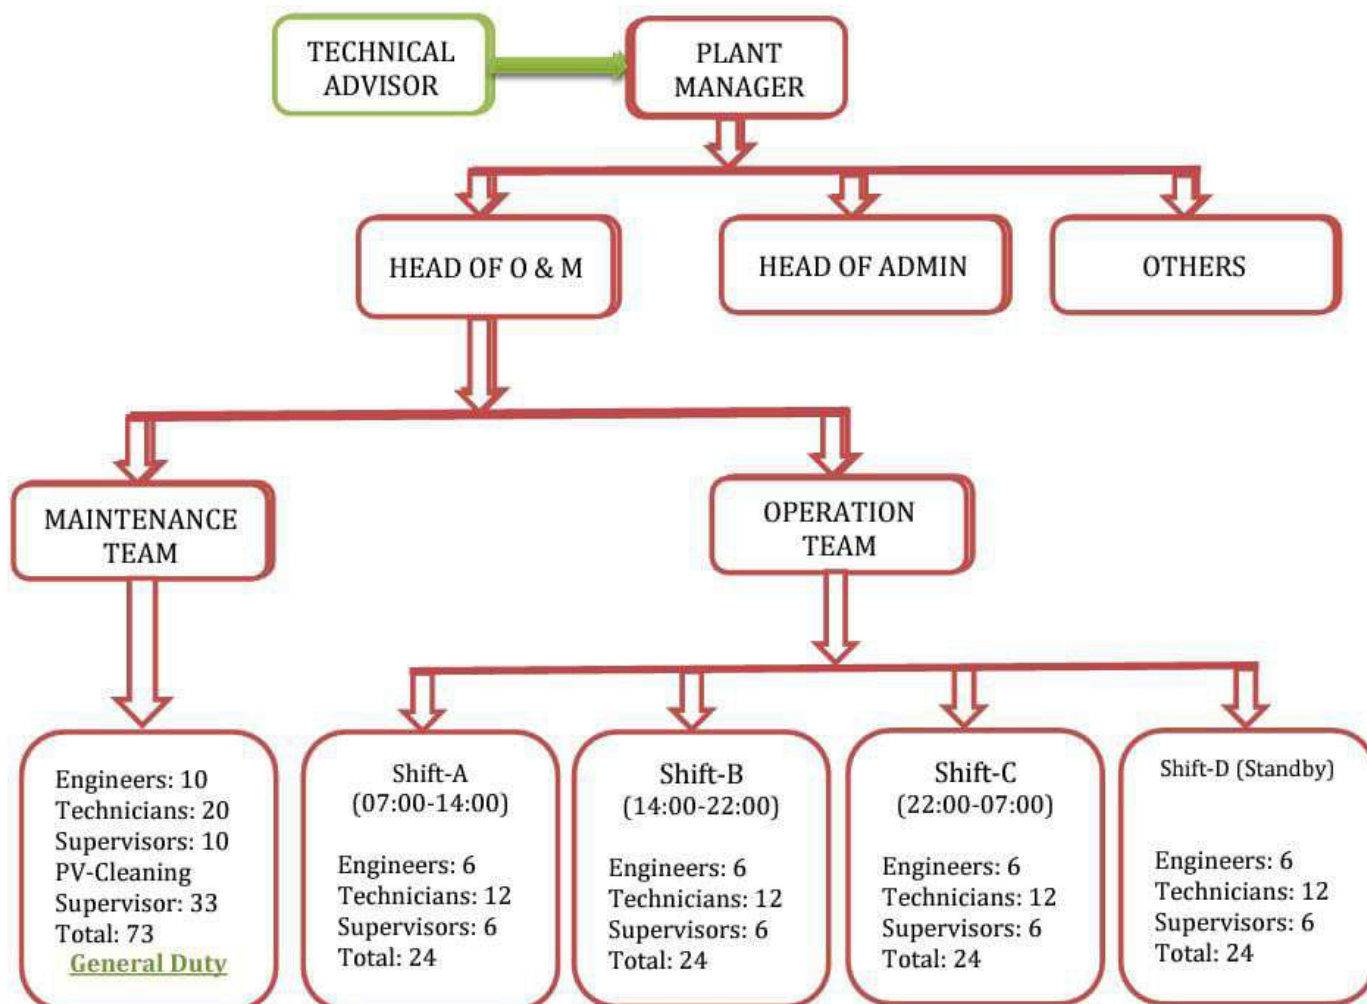 TECHNICAL
ADVISOR
PLANT
MANAGER
HEAD OF O & M
HEAD OF ADMIN
OTHERS
MAINTENANCE
TEAM
OPERATION
TEAM
Engineers: 10
Technicians: 20
Supervisors: 10
PV-Cleaning
Supervisor: 33
Total: 73
General Duty
Shift-A
(07:00-14:00)
Engineers: 6
Technicians: 12
Supervisors: 6
Total: 24
Shift-B
(14:00-22:00)
Engineers: 6
Technicians: 12
Supervisors: 6
Total: 24
Shift-C
(22:00-07:00)
Engineers: 6
Technicians: 12
Supervisors: 6
Total: 24
Shift-D (Standby)
Engineers: 6
Technicians: 12
Supervisors: 6
Total: 24